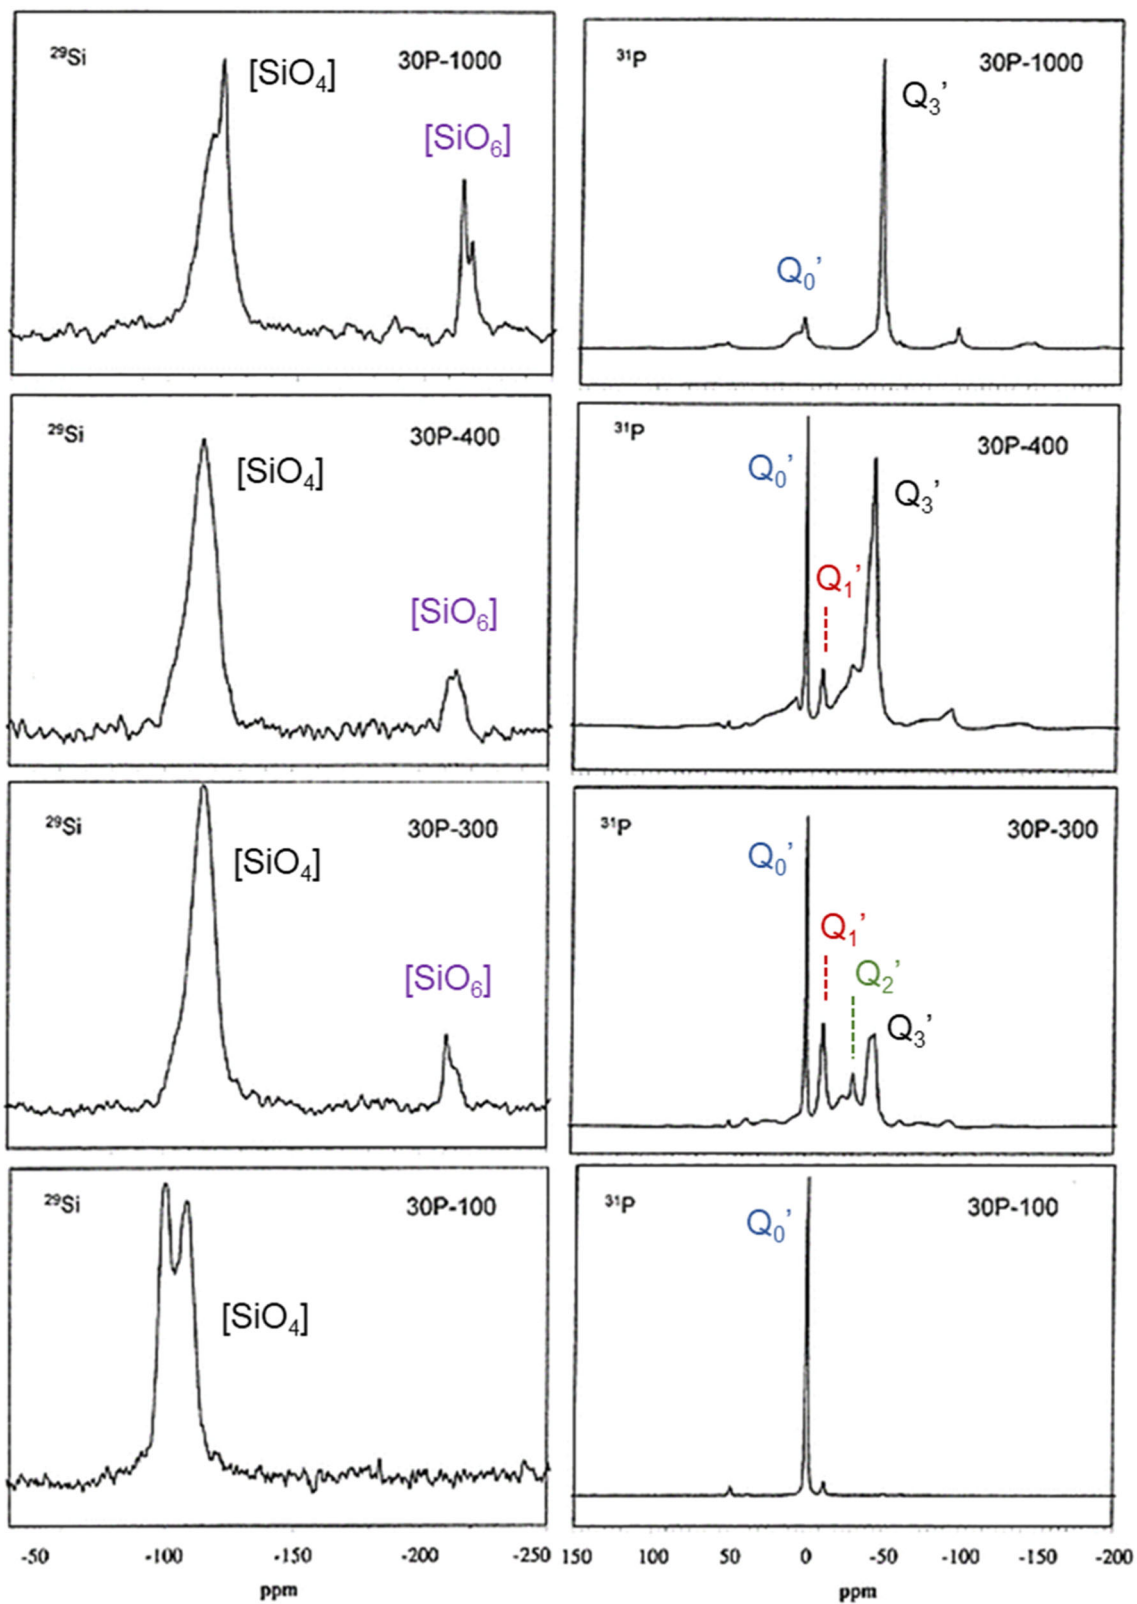 ²⁹Si
30P-1000
[SiO₄]
[SiO₆]
³¹P
30P-1000
Q₃’
Q₀’
²⁹Si
30P-400
[SiO₄]
[SiO₆]
³¹P
30P-400
Q₀’
Q₃’
Q₁’
²⁹Si
30P-300
[SiO₄]
[SiO₆]
³¹P
30P-300
Q₀’
Q₁’
Q₂’
Q₃’
²⁹Si
30P-100
[SiO₄]
³¹P
30P-100
Q₀’
-50 -100 -150 -200 -250
ppm
150 100 50 0 -50 -100 -150 -200
ppm